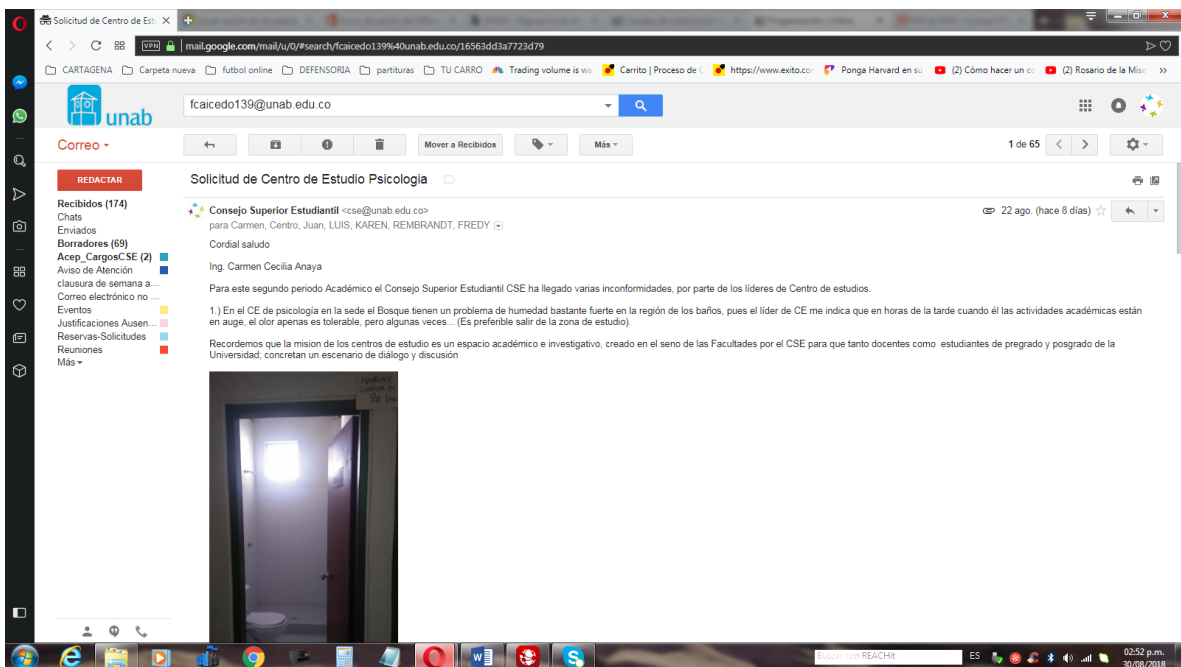 Solicitud de Centro de Est
VPN
mail.google.com/mail/u/0/#search/fcaicedo139%40unab.edu.co/16563dd3a7723d79
CARTAGENA Carpeta nueva futbol online DEFENSORIA partituras TU CARRO Trading volume is wa Carrito | Proceso de C https://www.exito.co Ponga Harvard en su (2) Cómo hacer un cc (2) Rosario de la Mise
unab
fcaicedo139@unab.edu.co
Correo
Mover a Recibidos
Más
1 de 65
REDACTAR
Recibidos (174)
Chats
Enviados
Borradores (69)
Acep_CargosCSE (2)
Aviso de Atención
clausura de semana a...
Correo electrónico no ...
Eventos
Justificaciones Ausen...
Reservas-Solicitudes
Reuniones
Más
Solicitud de Centro de Estudio Psicologia
Consejo Superior Estudiantil <cse@unab.edu.co>
22 ago. (hace 8 días)
para Carmen, Centro, Juan, LUIS, KAREN, REMBRANDT, FREDY
Cordial saludo
Ing. Carmen Cecilia Anaya
Para este segundo periodo Académico el Consejo Superior Estudiantil CSE ha llegado varias inconformidades, por parte de los líderes de Centro de estudios.
1.) En el CE de psicología en la sede el Bosque tienen un problema de humedad bastante fuerte en la región de los baños, pues el líder de CE me indica que en horas de la tarde cuando él las actividades académicas están
en auge, el olor apenas es tolerable, pero algunas veces... (Es preferible salir de la zona de estudio).
Recordemos que la mision de los centros de estudio es un espacio académico e investigativo, creado en el seno de las Facultades por el CSE para que tanto docentes como estudiantes de pregrado y posgrado de la
Universidad; concretan un escenario de diálogo y discusión
Buscar con REACHit
ES
02:52 p.m.
30/08/2018